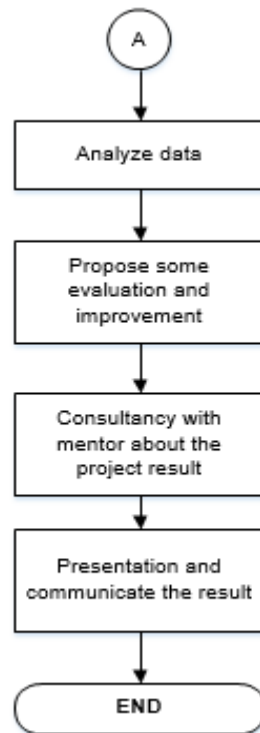 A
Analyze data
Propose some
evaluation and
improvement
Consultancy with
mentor about the
project result
Presentation and
communicate the result
END